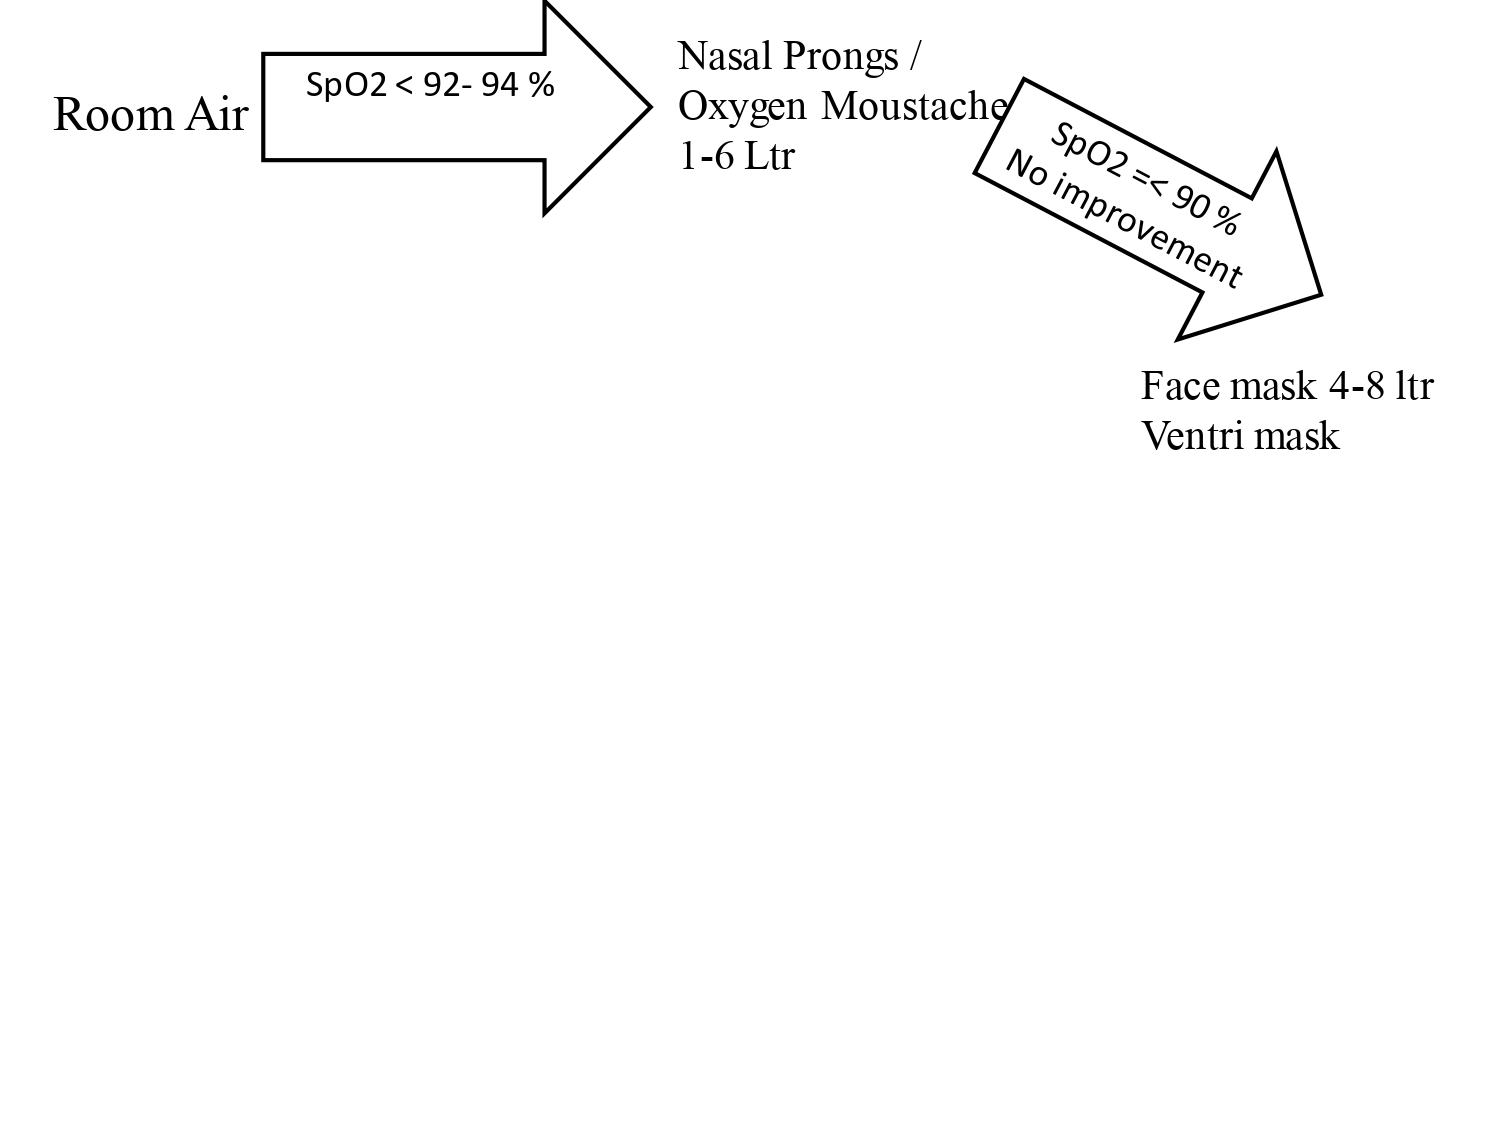 Room Air
SpO2 < 92- 94 %
Nasal Prongs /
Oxygen Moustache
1-6 Ltr
SpO2 =< 90 %
No improvement
Face mask 4-8 ltr
Ventri mask